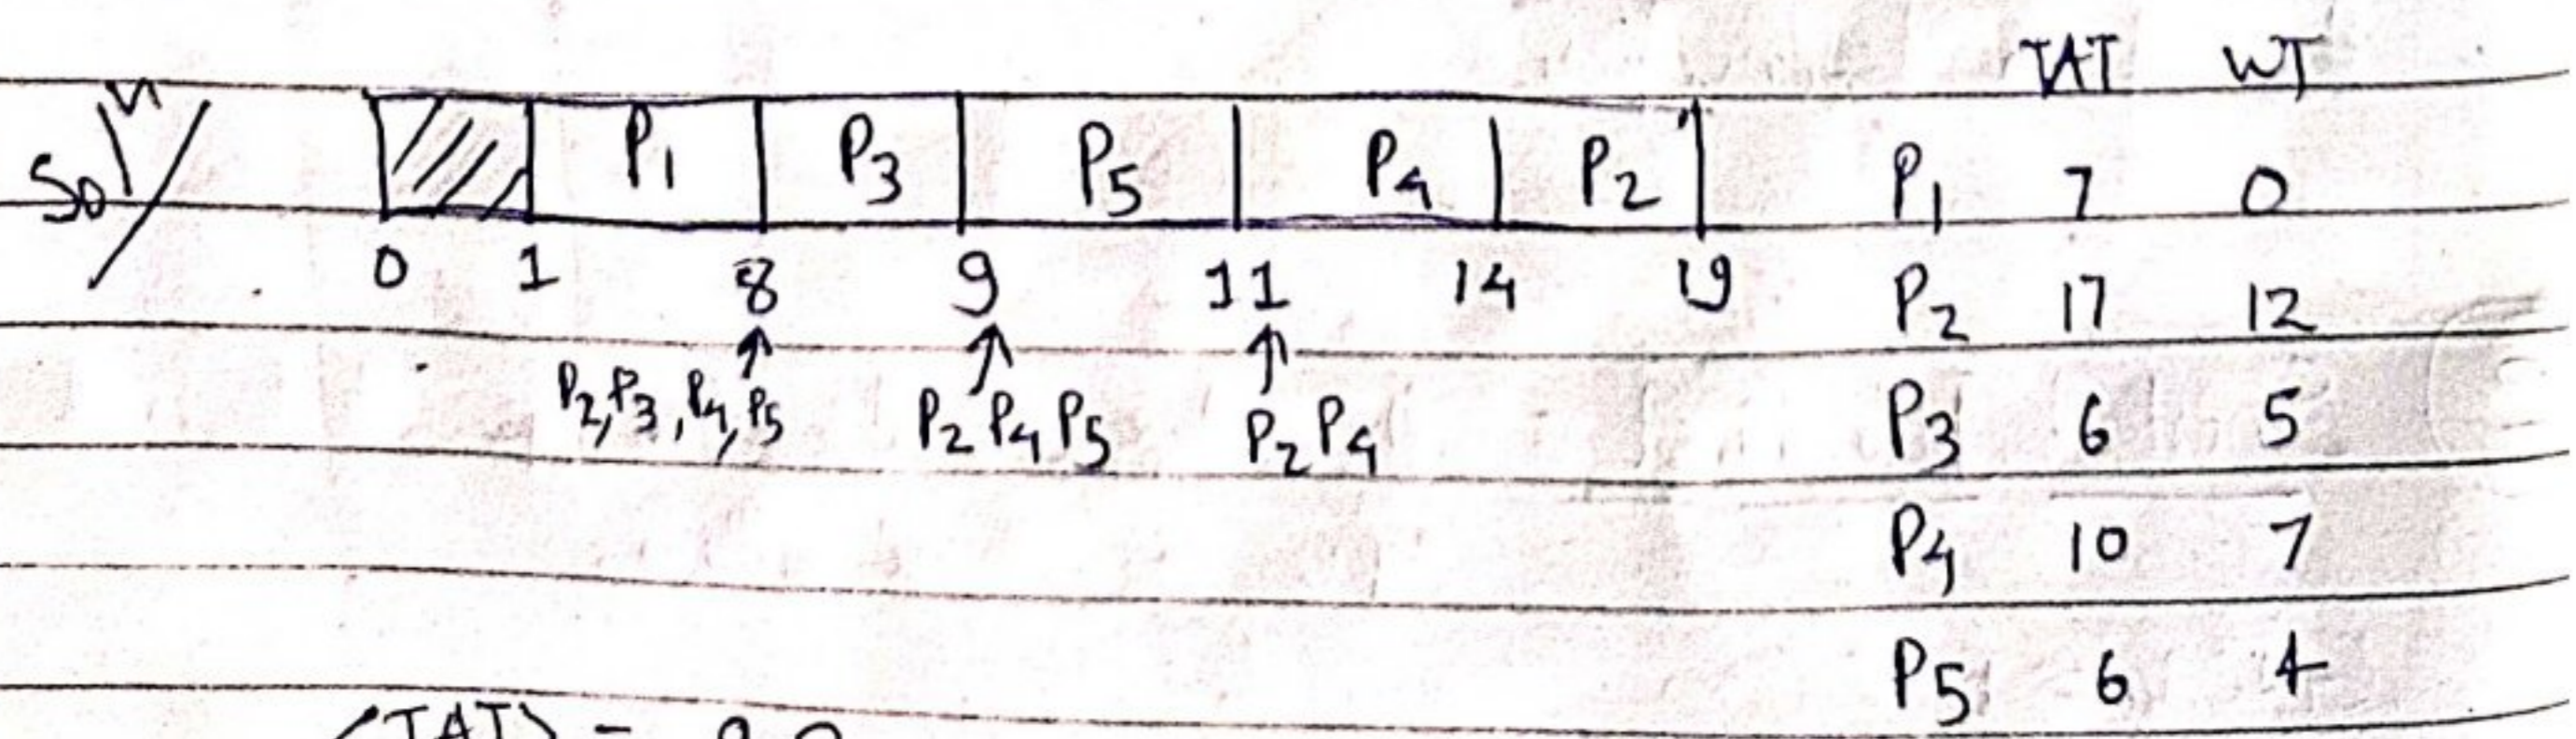 TAT WT
Solⁿ/ P₁ P₃ P₅ P₄ P₂ P₁ 7 0
0 1 8 9 11 14 19 P₂ 17 12
P₂,P₃,P₄,P₅ P₂ P₄ P₅ P₂ P₄ P₃ 6 5
P₄ 10 7
P₅ 6 4